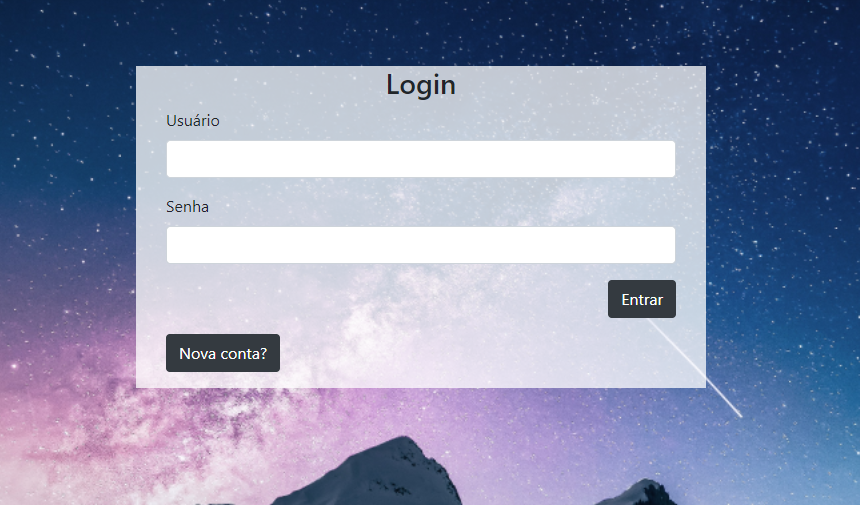 Login
Usuário
Senha
Entrar
Nova conta?